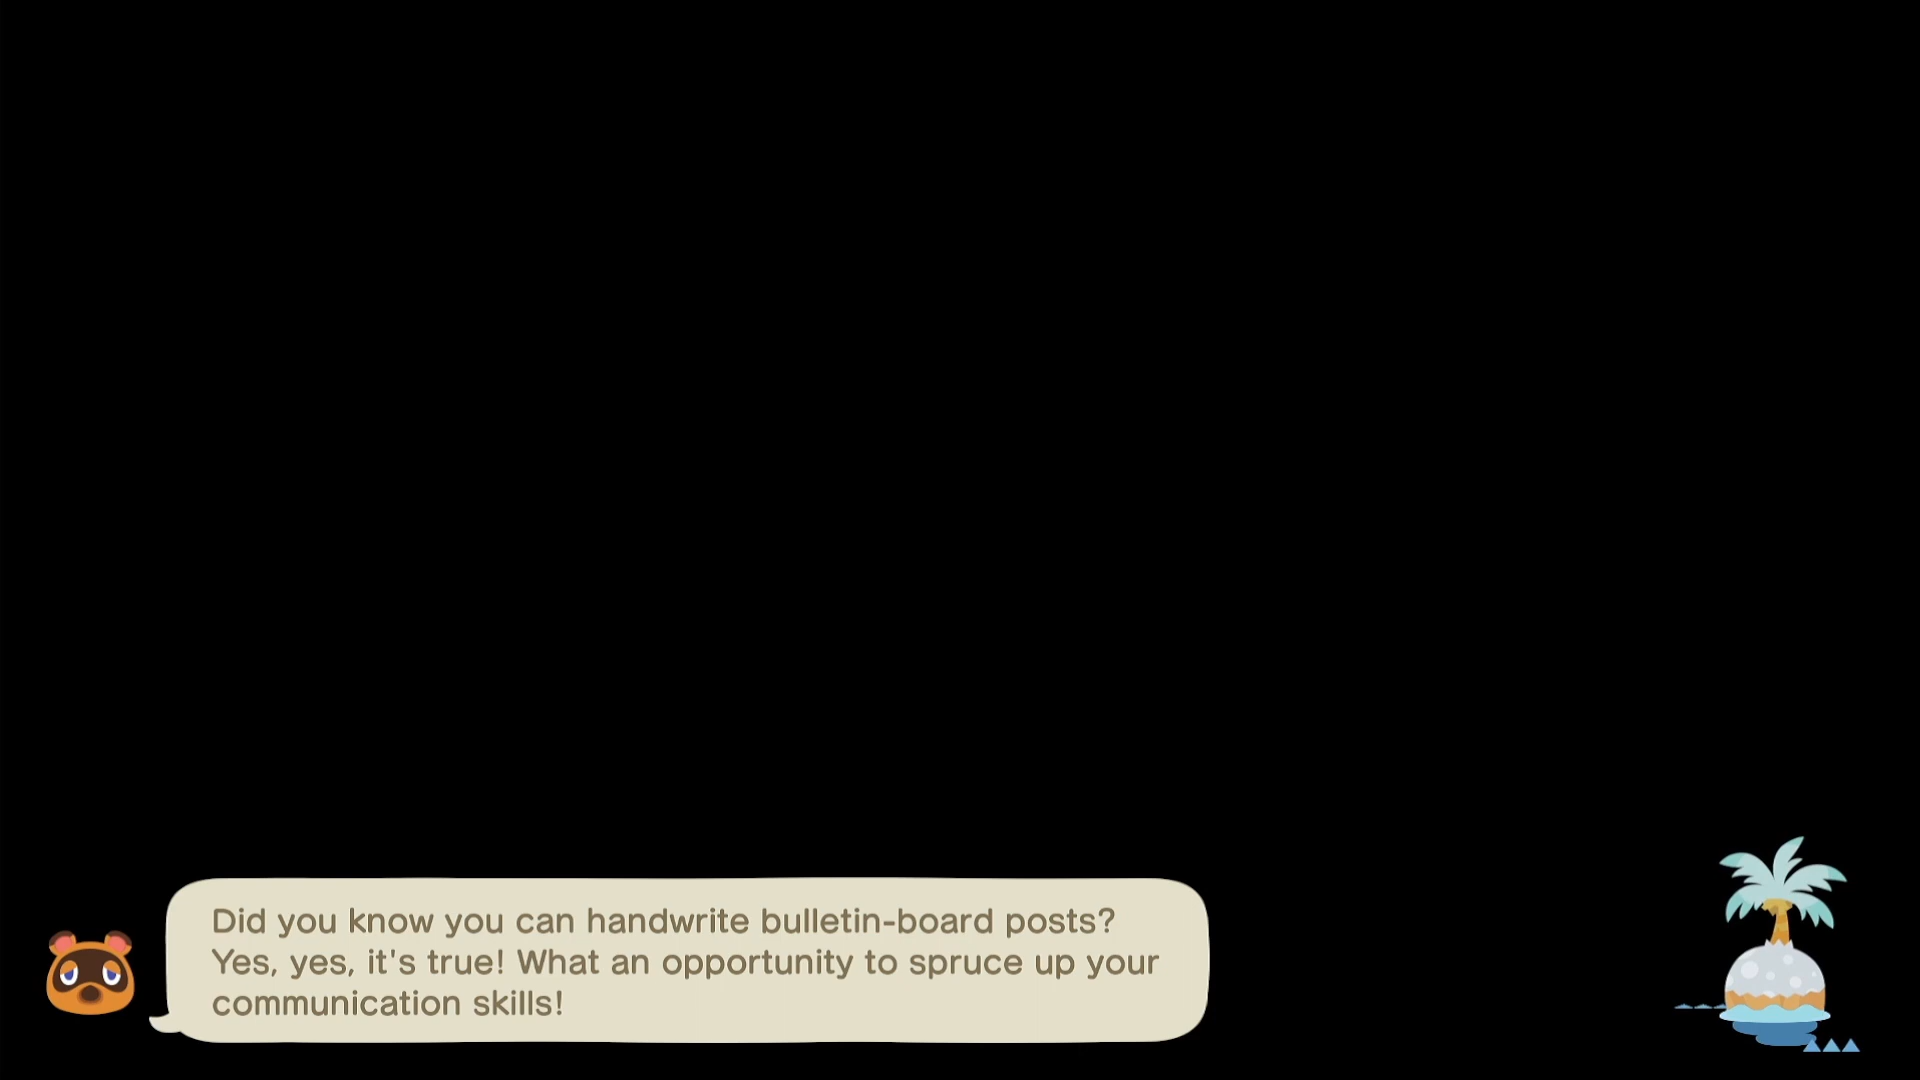 Did you know you can handwrite bulletin-board posts?
Yes, yes, it's true! What an opportunity to spruce up your
communication skills!